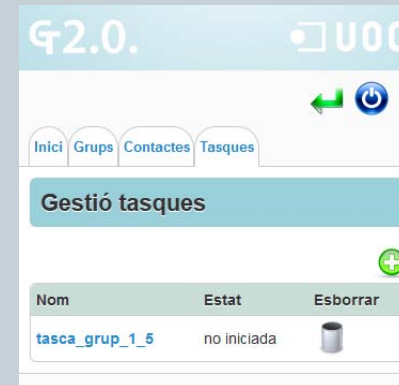 G2.0. UOC
Inici Grups Contactes Tasques
Gestió tasques
Nom Estat Esborrar
tasca_grup_1_5 no iniciada